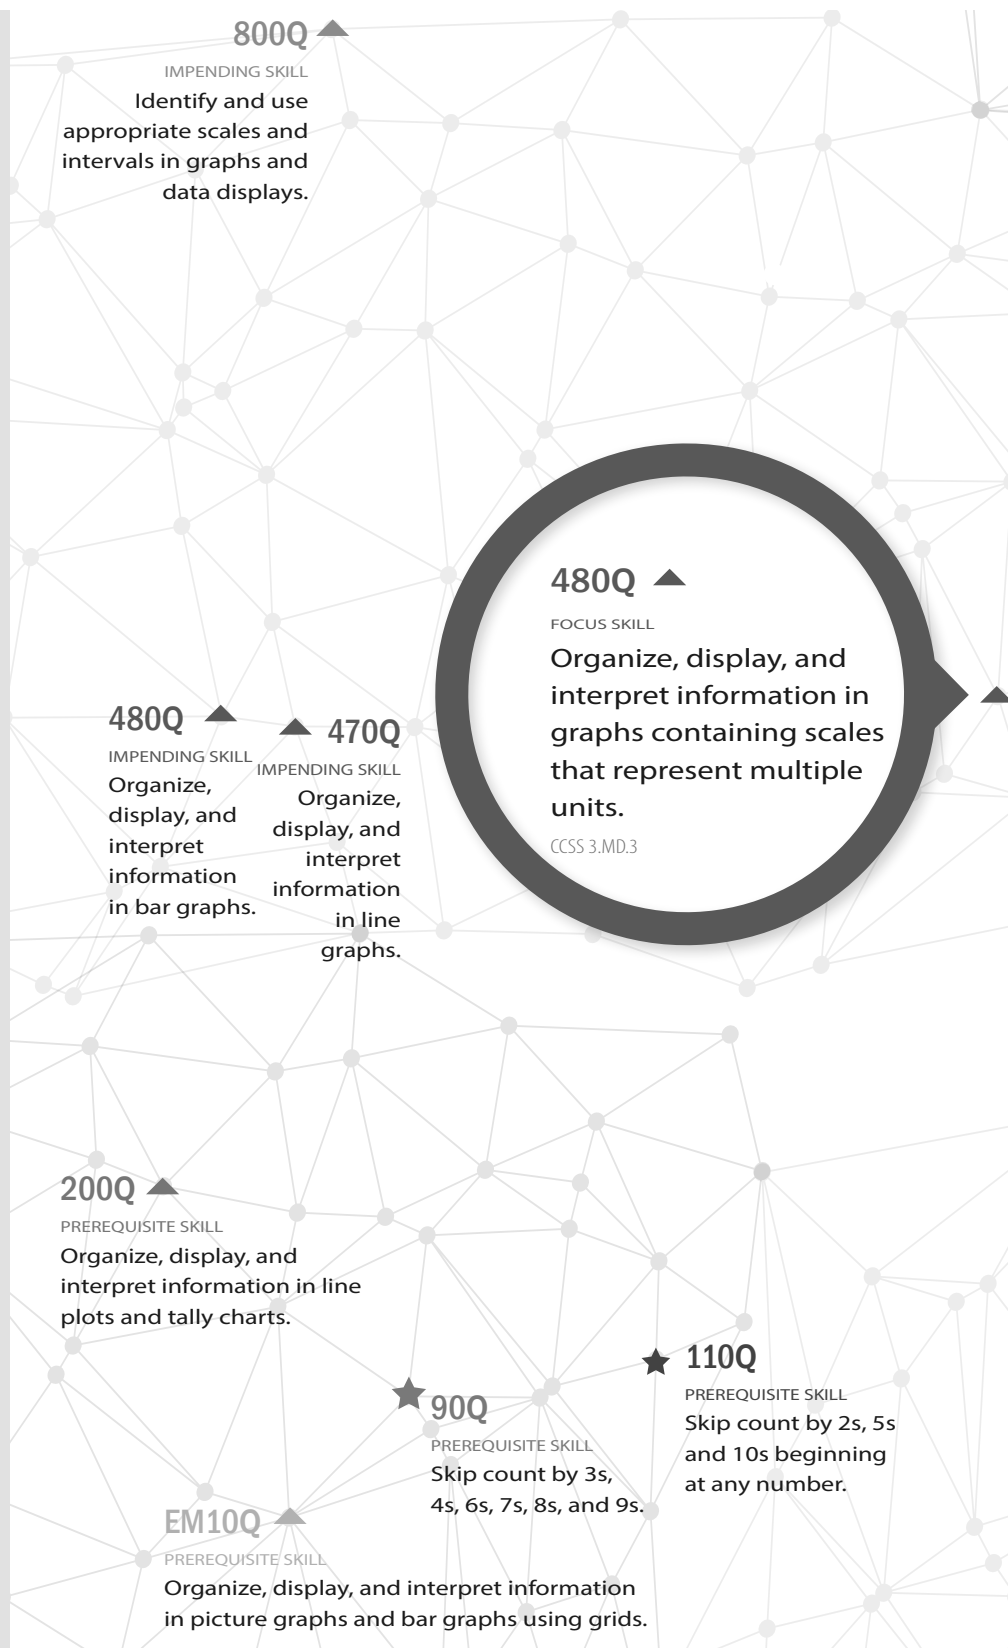 800Q
IMPENDING SKILL
Identify and use
appropriate scales and
intervals in graphs and
data displays.
480Q
FOCUS SKILL
Organize, display, and
interpret information in
graphs containing scales
that represent multiple
units.
CCSS 3.MD.3
480Q
IMPENDING SKILL
Organize,
display, and
interpret
information
in bar graphs.
470Q
IMPENDING SKILL
Organize,
display, and
interpret
information
in line
graphs.
200Q
PREREQUISITE SKILL
Organize, display, and
interpret information in line
plots and tally charts.
110Q
PREREQUISITE SKILL
Skip count by 2s, 5s
and 10s beginning
at any number.
90Q
PREREQUISITE SKILL
Skip count by 3s,
4s, 6s, 7s, 8s, and 9s.
EM10Q
PREREQUISITE SKILL
Organize, display, and interpret information
in picture graphs and bar graphs using grids.